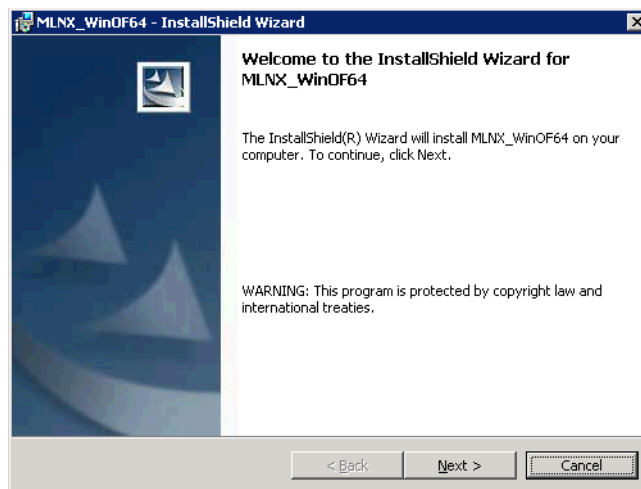 MLNX_WinOF64 - InstallShield Wizard
Welcome to the InstallShield Wizard for
MLNX_WinOF64
The InstallShield(R) Wizard will install MLNX_WinOF64 on your
computer. To continue, click Next.
WARNING: This program is protected by copyright law and
international treaties.
< Back Next > Cancel